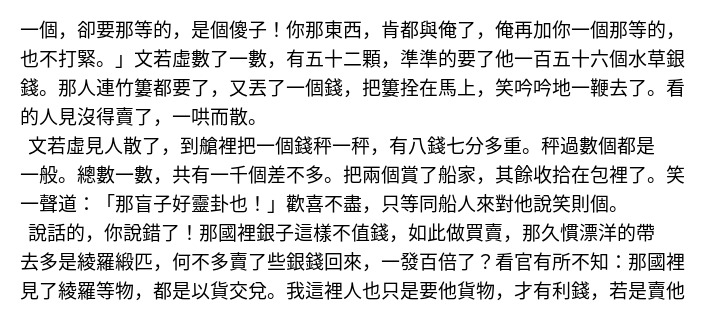 一個，卻要那等的，是個傻子！你那東西，肯都與俺了，俺再加你一個那等的，
也不打緊。」文若虛數了一數，有五十二顆，準準的要了他一百五十六個水草銀
錢。那人連竹簍都要了，又丟了一個錢，把簍拴在馬上，笑吟吟地一鞭去了。看
的人見沒得賣了，一哄而散。
文若虛見人散了，到艙裡把一個錢秤一秤，有八錢七分多重。秤過數個都是
一般。總數一數，共有一千個差不多。把兩個賞了船家，其餘收拾在包裡了。笑
一聲道：「那盲子好靈卦也！」歡喜不盡，只等同船人來對他說笑則個。
說話的，你說錯了！那國裡銀子這樣不值錢，如此做買賣，那久慣漂洋的帶
去多是綾羅緞匹，何不多賣了些銀錢回來，一發百倍了？看官有所不知：那國裡
見了綾羅等物，都是以貨交兌。我這裡人也只是要他貨物，才有利錢，若是賣他